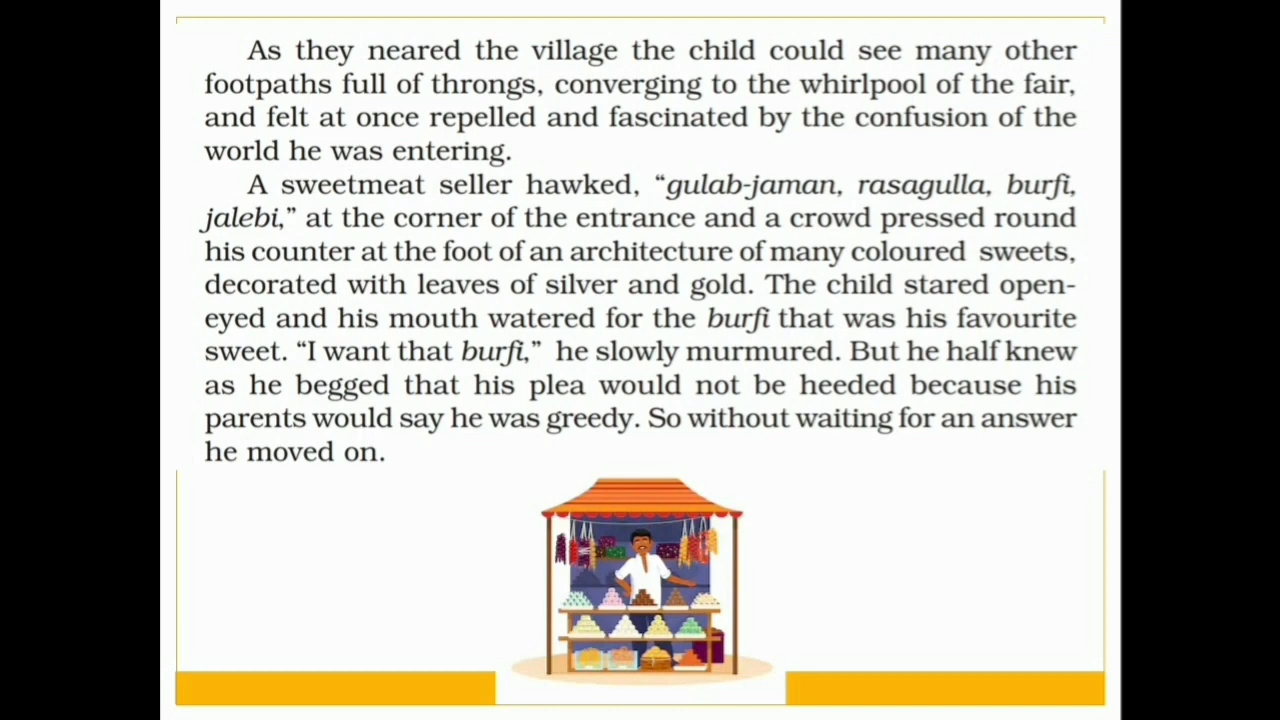 As they neared the village the child could see many other
footpaths full of throngs, converging to the whirlpool of the fair,
and felt at once repelled and fascinated by the confusion of the
world he was entering.
A sweetmeat seller hawked, “gulab-jaman, rasagulla, burfi,
jalebi,” at the corner of the entrance and a crowd pressed round
his counter at the foot of an architecture of many coloured sweets,
decorated with leaves of silver and gold. The child stared open-
eyed and his mouth watered for the burfi that was his favourite
sweet. “I want that burfi,” he slowly murmured. But he half knew
as he begged that his plea would not be heeded because his
parents would say he was greedy. So without waiting for an answer
he moved on.